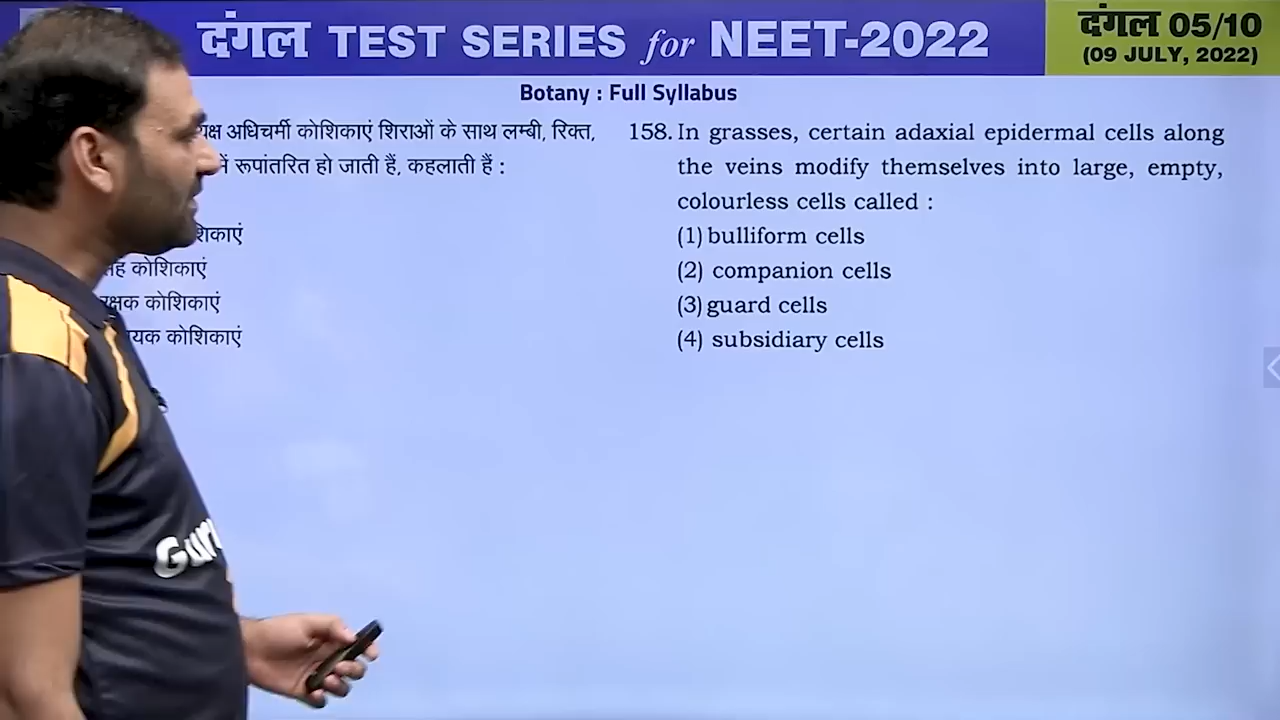 दंगल TEST SERIES for NEET-2022
दंगल 05/10
(09 JULY, 2022)
Botany : Full Syllabus
अधिचर्मी कोशिकाएं शिराओं के साथ लम्बी, रिक्त,
रूपांतरित हो जाती हैं, कहलाती हैं :
कोशिकाएं
कोशिकाएं
158. In grasses, certain adaxial epidermal cells along
the veins modify themselves into large, empty,
colourless cells called :
(1) bulliform cells
(2) companion cells
(3) guard cells
(4) subsidiary cells